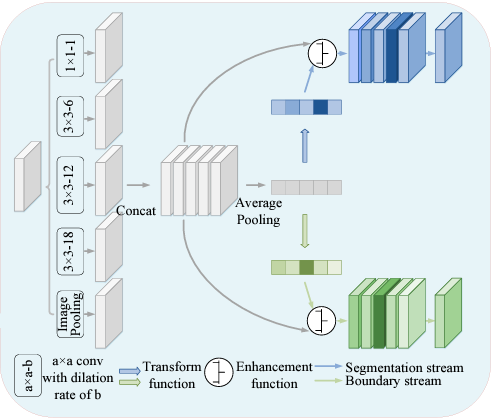 1×1-1
3×3-6
3×3-12
3×3-18
Image
Pooling
Concat
Average
Pooling
a×a-b
a×a conv
with dilation
rate of b
Transform
function
Enhancement
function
Segmentation stream
Boundary stream